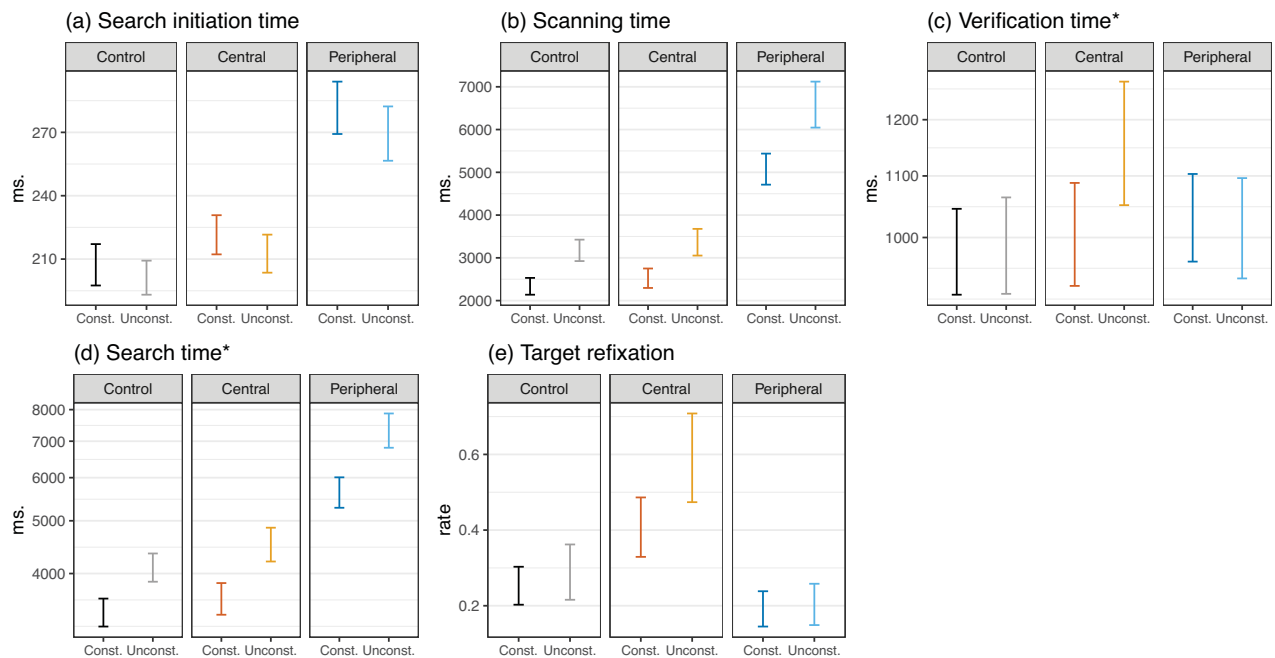 (a) Search initiation time
Control Central Peripheral
270
240
210
ms.
Const. Unconst. Const. Unconst. Const. Unconst.
(b) Scanning time
Control Central Peripheral
7000
6000
5000
4000
3000
2000
ms.
Const. Unconst. Const. Unconst. Const. Unconst.
(c) Verification time*
Control Central Peripheral
1200
1100
1000
ms.
Const. Unconst. Const. Unconst. Const. Unconst.
(d) Search time*
Control Central Peripheral
8000
7000
6000
5000
4000
ms.
Const. Unconst. Const. Unconst. Const. Unconst.
(e) Target refixation
Control Central Peripheral
0.6
0.4
0.2
rate
Const. Unconst. Const. Unconst. Const. Unconst.